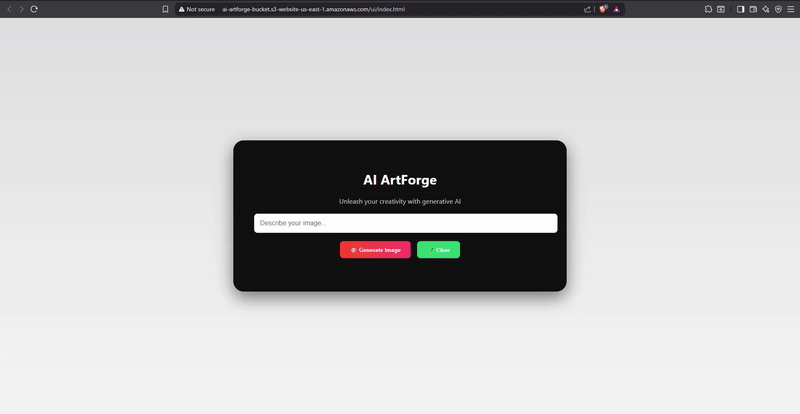 Not secure ai-artforge-bucket.s3-website-us-east-1.amazonaws.com/ui/index.html
AI ArtForge
Unleash your creativity with generative AI
Describe your image...
Generate Image Clear